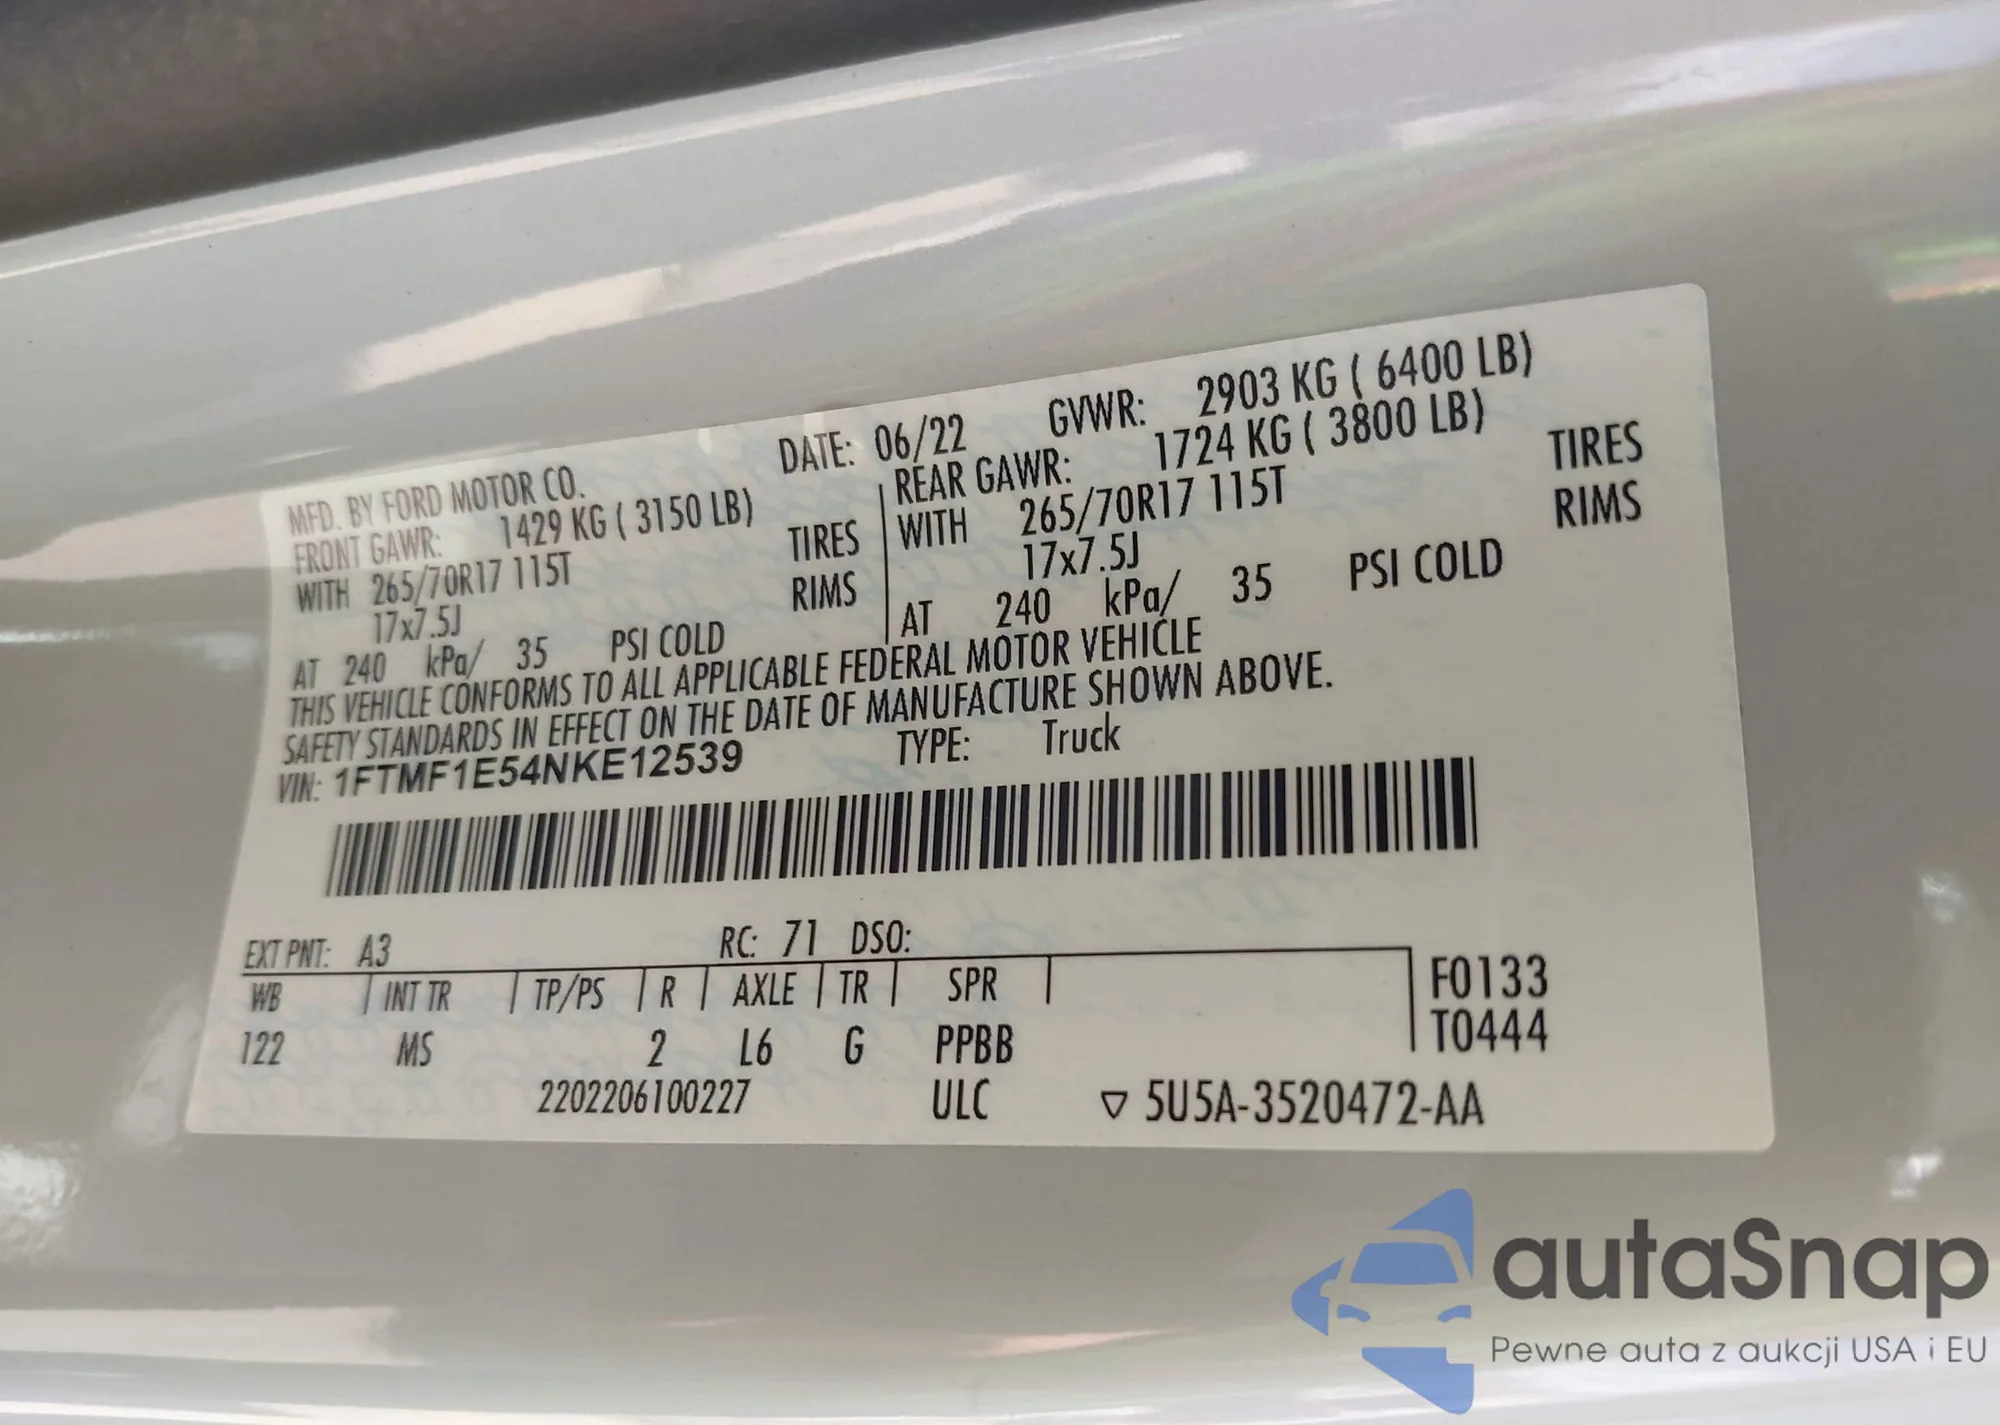 MFD. BY FORD MOTOR CO. DATE: 06/22 GVWR: 2903 KG ( 6400 LB)
FRONT GAWR: 1429 KG ( 3150 LB) REAR GAWR: 1724 KG ( 3800 LB)
WITH 265/70R17 115T TIRES WITH 265/70R17 115T TIRES
17x7.5J RIMS 17x7.5J RIMS
AT 240 kPa/ 35 PSI COLD AT 240 kPa/ 35 PSI COLD
THIS VEHICLE CONFORMS TO ALL APPLICABLE FEDERAL MOTOR VEHICLE
SAFETY STANDARDS IN EFFECT ON THE DATE OF MANUFACTURE SHOWN ABOVE.
VIN: 1FTMF1E54NKE12539 TYPE: Truck
EXT PNT: A3 RC: 71 DSO:
WB INT TR TP/PS R AXLE TR SPR F0133
122 MS 2 L6 G PPBB T0444
2202206100227 ULC ▽ 5U5A-3520472-AA
autaSnap
Pewne auta z aukcji USA i EU